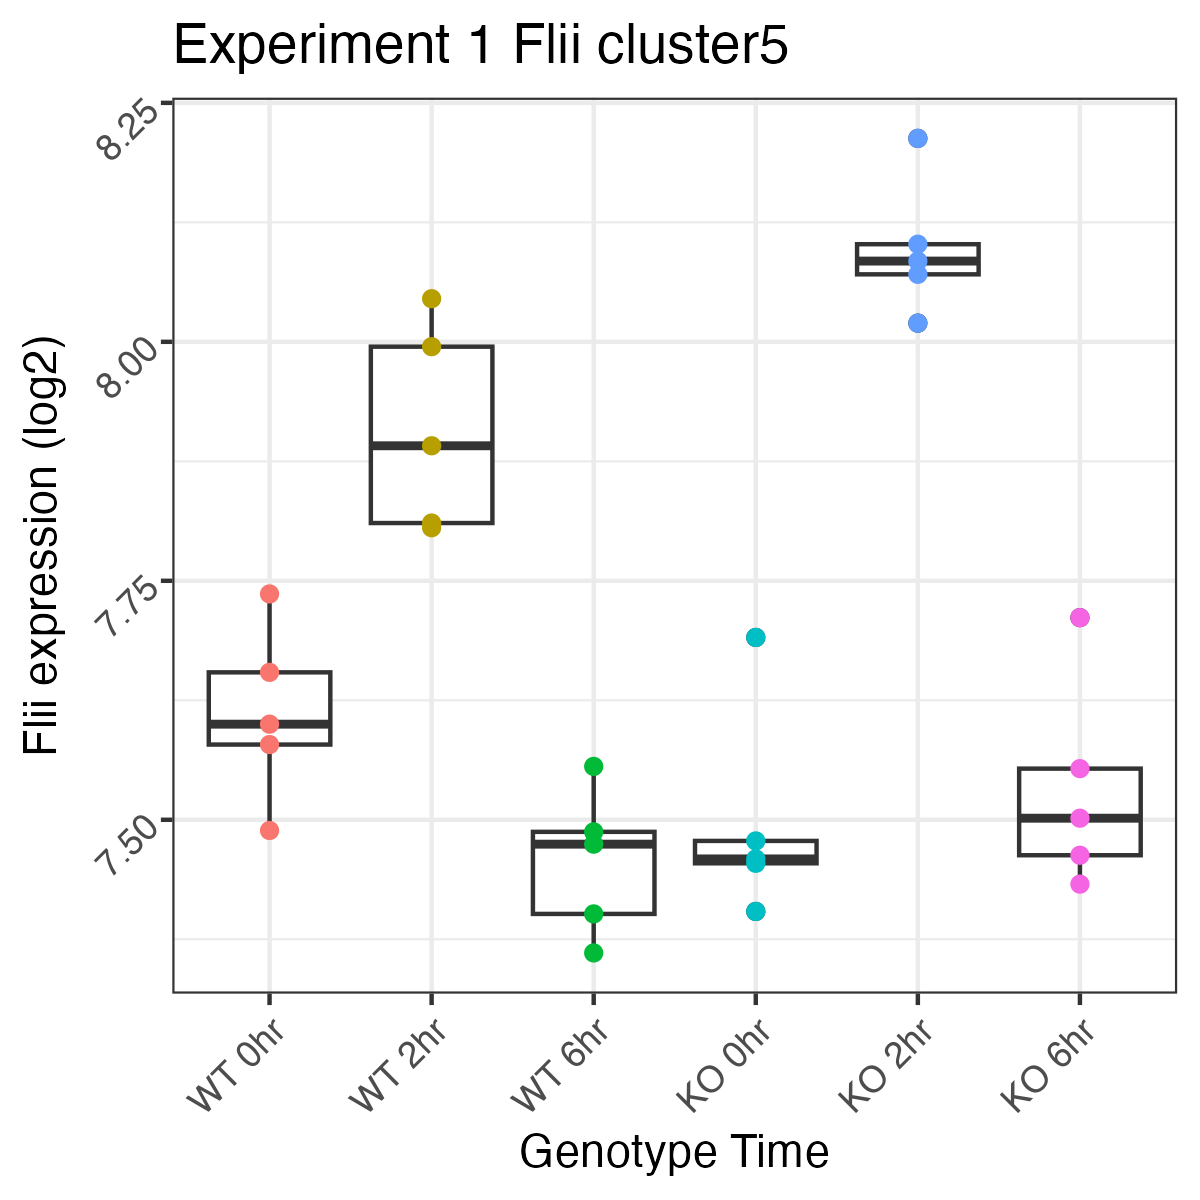 Experiment 1 Flii cluster5
Flii expression (log2)
8.25
8.00
7.75
7.50
WT 0hr
WT 2hr
WT 6hr
KO 0hr
KO 2hr
KO 6hr
Genotype Time